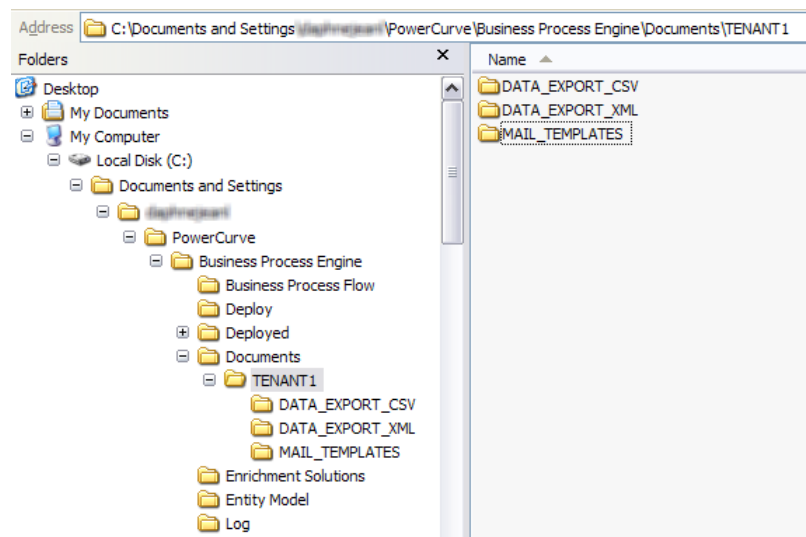 Address C:\Documents and Settings\ \PowerCurve\Business Process Engine\Documents\TENANT1
Folders
Desktop
My Documents
My Computer
Local Disk (C:)
Documents and Settings
PowerCurve
Business Process Engine
Business Process Flow
Deploy
Deployed
Documents
TENANT1
DATA_EXPORT_CSV
DATA_EXPORT_XML
MAIL_TEMPLATES
Enrichment Solutions
Entity Model
Log
Name
DATA_EXPORT_CSV
DATA_EXPORT_XML
MAIL_TEMPLATES